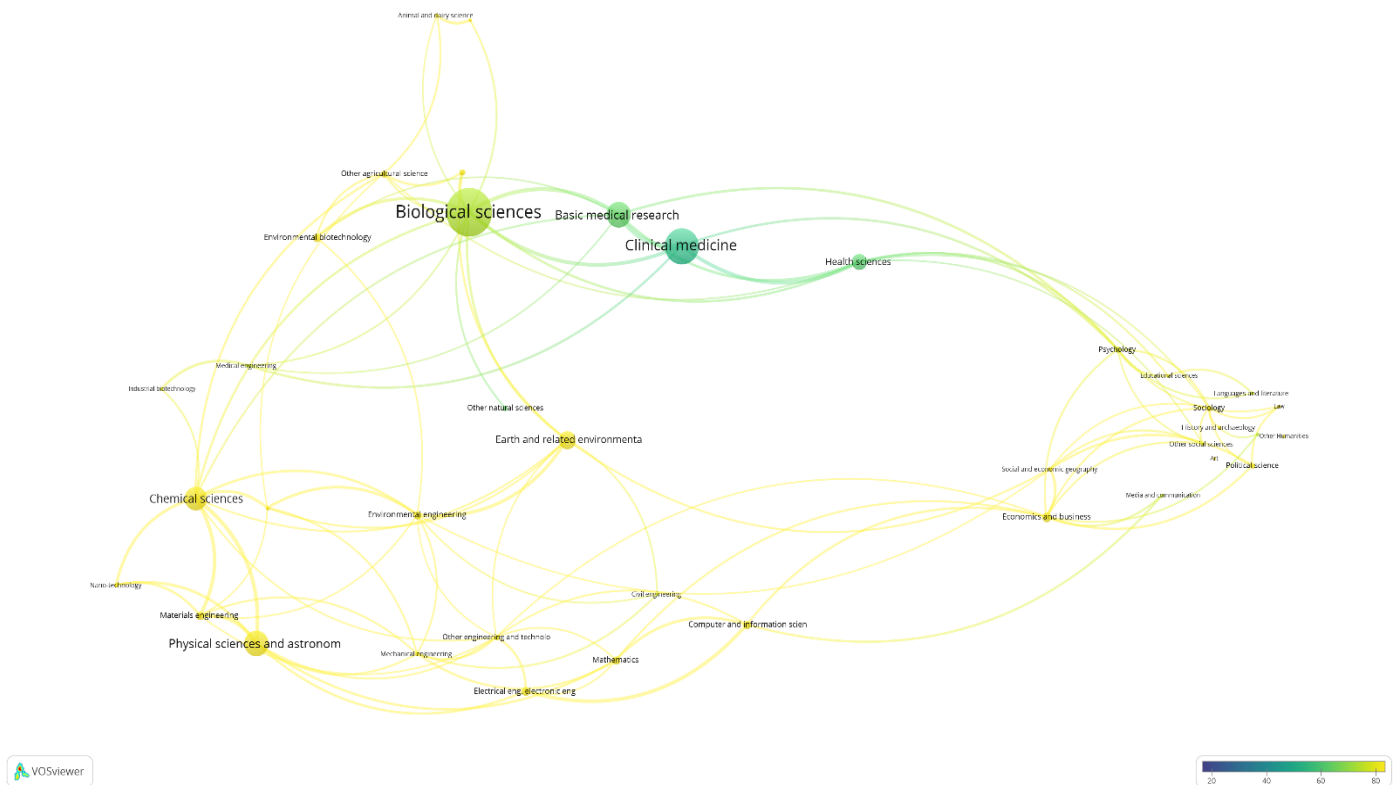 Animal and dairy science
Other agricultural science
Biological sciences
Basic medical research
Environmental biotechnology
Clinical medicine
Health sciences
Psychology
Medical engineering
Educational sciences
Industrial biotechnology
Languages and literature
Other natural sciences
Sociology
Law
History and archaeology
Other Humanities
Earth and related environmenta
Other social sciences
Art
Political science
Social and economic geography
Chemical sciences
Media and communication
Environmental engineering
Economics and business
Nano-technology
Civil engineering
Materials engineering
Computer and information scien
Other engineering and technolo
Physical sciences and astronom
Mechanical engineering
Mathematics
Electrical eng, electronic eng
VOSviewer
20 40 60 80